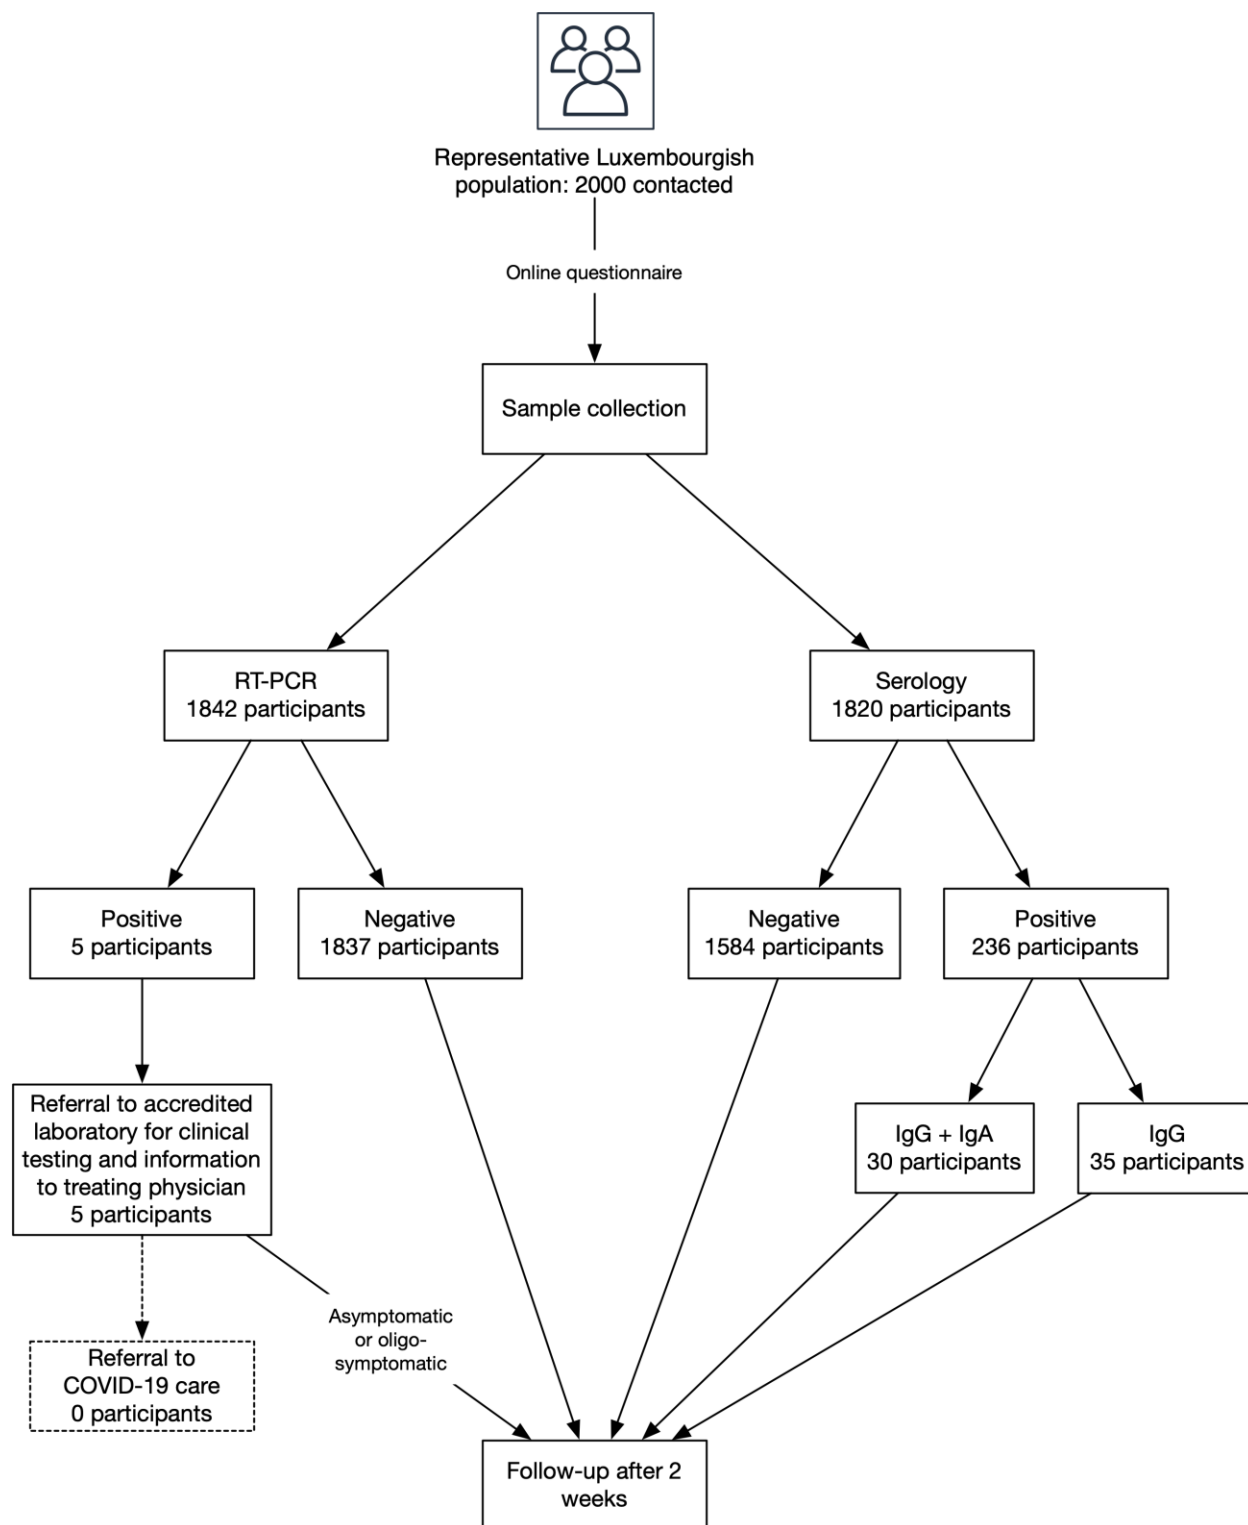 Representative Luxembourgish
population: 2000 contacted
Online questionnaire
Sample collection
RT-PCR
1842 participants
Serology
1820 participants
Positive
5 participants
Negative
1837 participants
Negative
1584 participants
Positive
236 participants
Referral to accredited
laboratory for clinical
testing and information
to treating physician
5 participants
IgG + IgA
30 participants
IgG
35 participants
Asymptomatic
or oligo-
symptomatic
Referral to
COVID-19 care
0 participants
Follow-up after 2
weeks